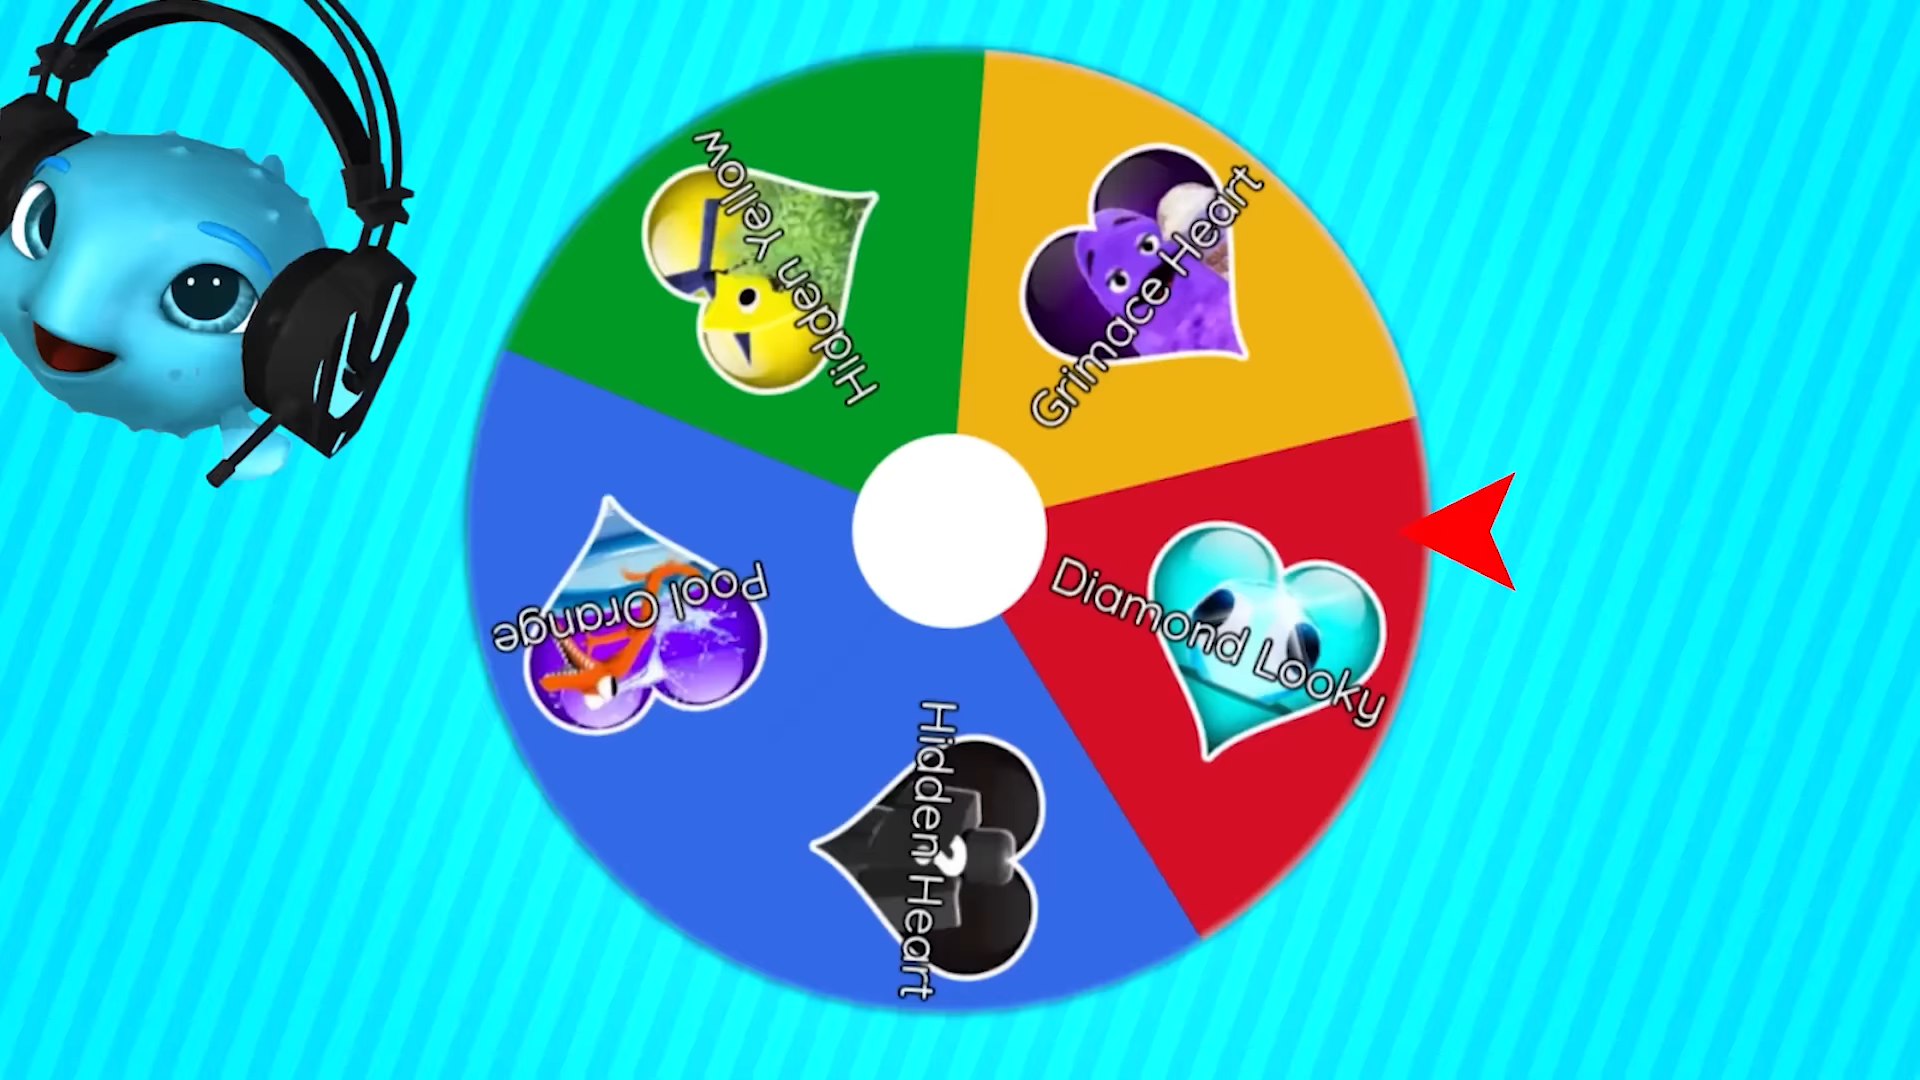 Hidden Yellow
Grimace Heart
Diamond Looky
Pool Orange
Hidden Heart
?